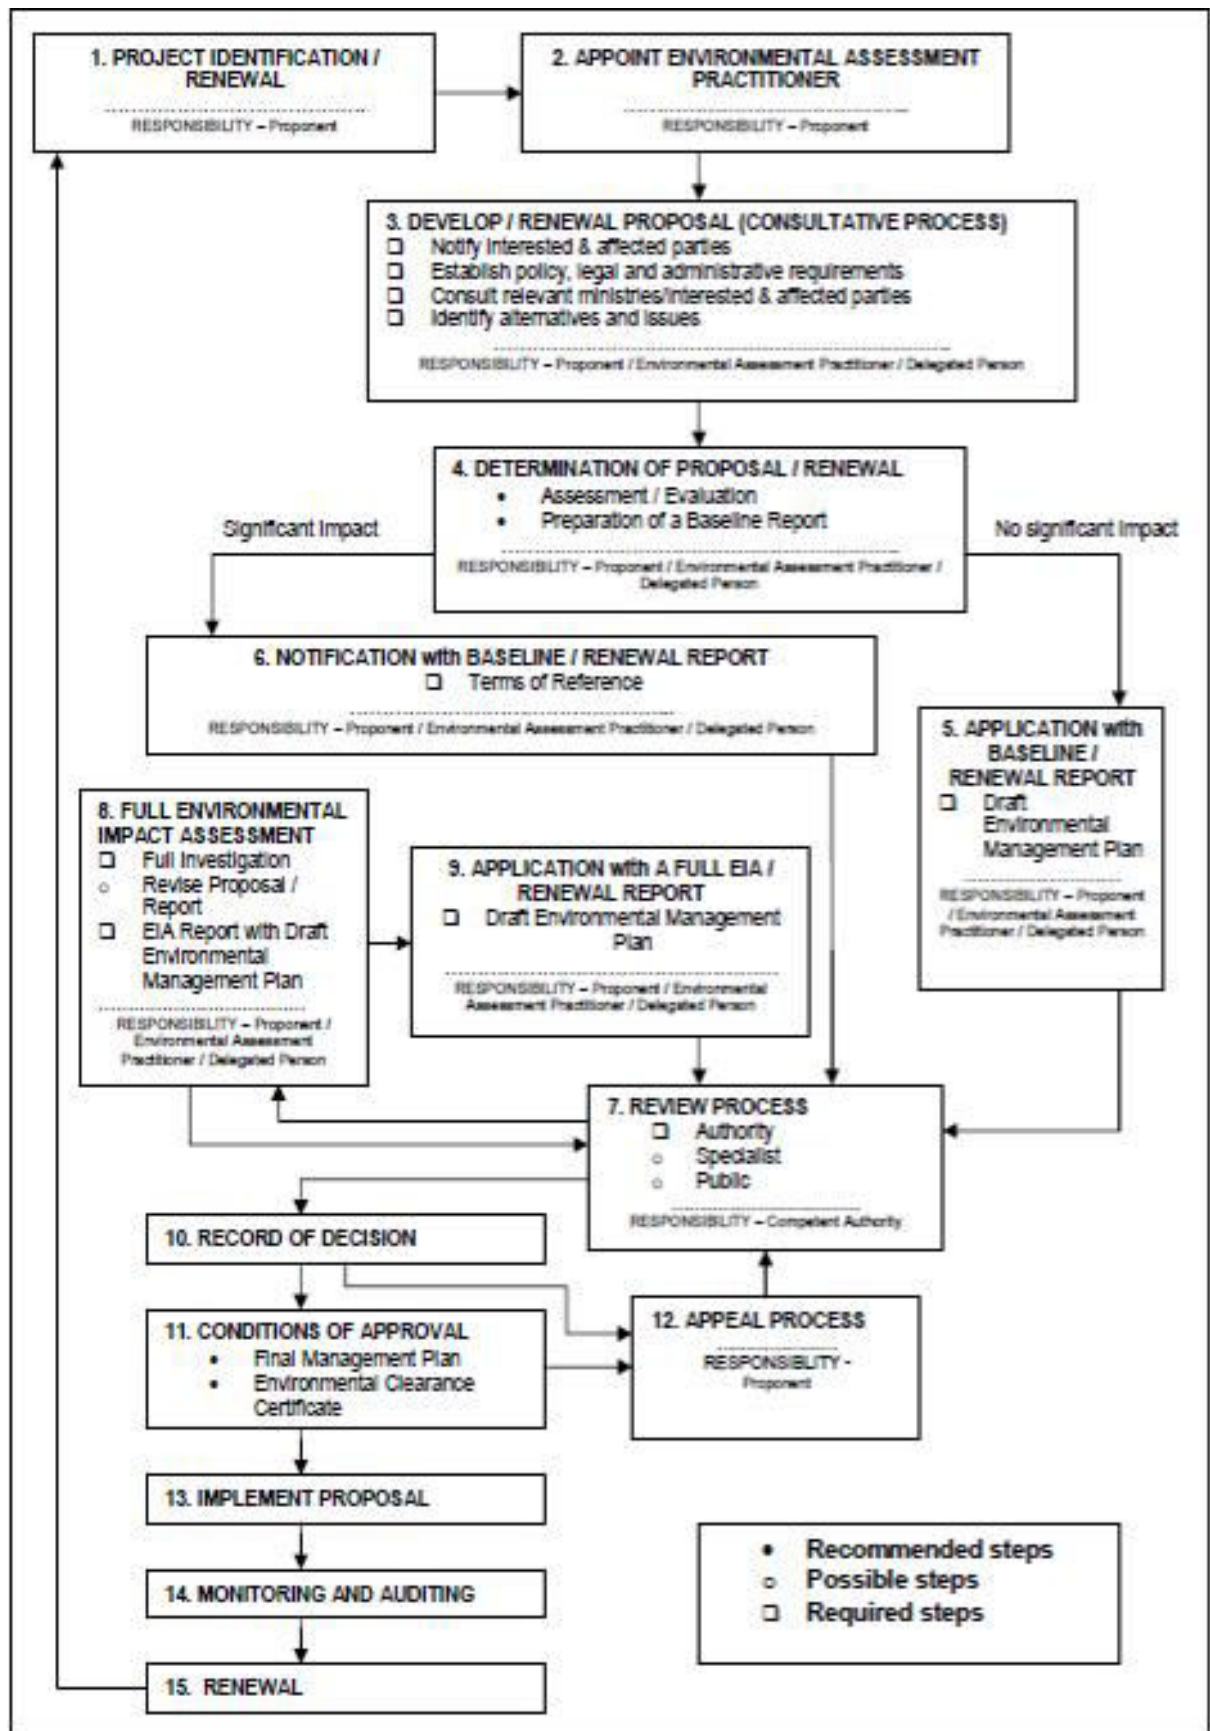 1. PROJECT IDENTIFICATION /
RENEWAL
RESPONSIBILITY – Proponent
2. APPOINT ENVIRONMENTAL ASSESSMENT
PRACTITIONER
RESPONSIBILITY – Proponent
3. DEVELOP / RENEWAL PROPOSAL (CONSULTATIVE PROCESS)
❑ Notify Interested & affected parties
❑ Establish policy, legal and administrative requirements
❑ Consult relevant ministries/interested & affected parties
❑ Identify alternatives and issues
RESPONSIBILITY – Proponent / Environmental Assessment Practitioner / Delegated Person
4. DETERMINATION OF PROPOSAL / RENEWAL
• Assessment / Evaluation
• Preparation of a Baseline Report
RESPONSIBILITY – Proponent / Environmental Assessment Practitioner /
Delegated Person
Significant Impact
No significant Impact
6. NOTIFICATION with BASELINE / RENEWAL REPORT
❑ Terms of Reference
RESPONSIBILITY – Proponent / Environmental Assessment Practitioner / Delegated Person
5. APPLICATION with
BASELINE /
RENEWAL REPORT
❑ Draft
Environmental
Management Plan
RESPONSIBILITY – Proponent
/ Environmental Assessment
Practitioner / Delegated Person
8. FULL ENVIRONMENTAL
IMPACT ASSESSMENT
❑ Full Investigation
○ Revise Proposal /
Report
❑ EIA Report with Draft
Environmental
Management Plan
RESPONSIBILITY – Proponent /
Environmental Assessment
Practitioner / Delegated Person
9. APPLICATION with A FULL EIA /
RENEWAL REPORT
❑ Draft Environmental Management
Plan
RESPONSIBILITY – Proponent / Environmental
Assessment Practitioner / Delegated Person
7. REVIEW PROCESS
❑ Authority
○ Specialist
○ Public
RESPONSIBILITY – Competent Authority
10. RECORD OF DECISION
11. CONDITIONS OF APPROVAL
• Final Management Plan
• Environmental Clearance
Certificate
12. APPEAL PROCESS
RESPONSIBLITY -
Proponent
13. IMPLEMENT PROPOSAL
14. MONITORING AND AUDITING
15. RENEWAL
• Recommended steps
○ Possible steps
❑ Required steps